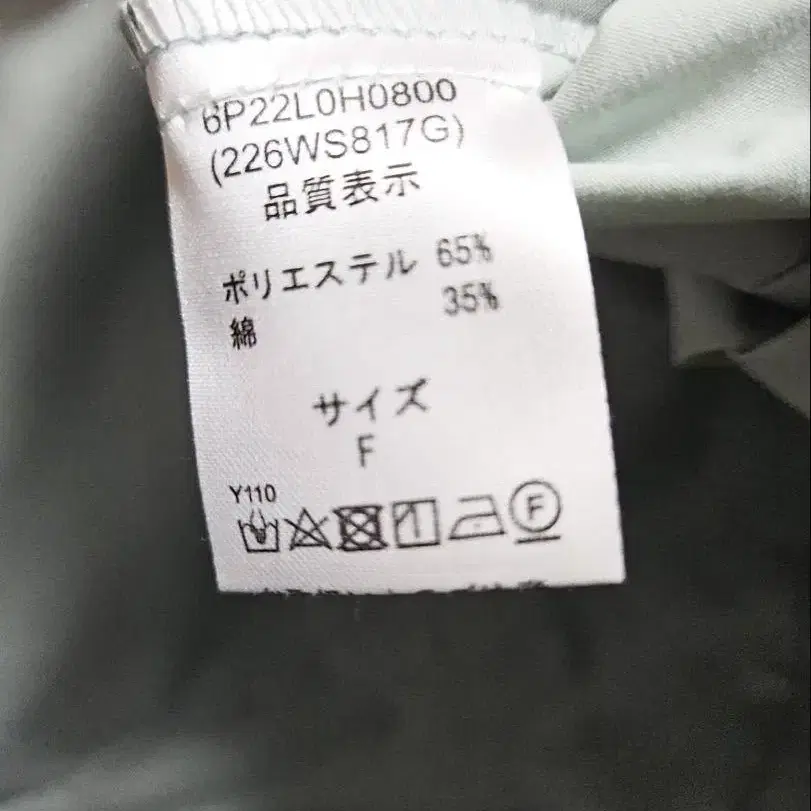 6P22L0H0800
(226WS817G)
品質表示
ポリエステル 65%
綿 35%
サイズ
F
Y110
F